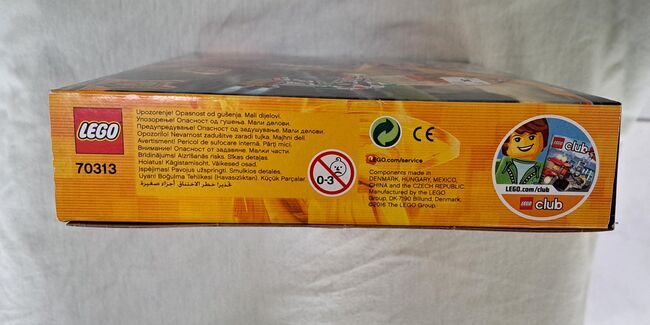 LEGO
70313
Upozorenje! Opasnost od gušenja. Mali dijelovi.
Упозорење! Опасност од гушења. Мали делови.
Предупредување! Опасност од задушување. Мали делови.
Opozorilo! Nevarnost zadušitve zaradi tujka. Majhni deli.
Avertisment! Pericol de sufocare internă. Părți mici.
Внимание! Опасност от задавяне. Малки части.
Brīdinājums! Aizrīšanās risks. Sīkas detaļas.
Hoiatus! Kägistamisoht. Väikesed osad.
Įspėjimas! Pavojus užspringti. Smulkios detalės.
Uyarı! Boğulma Tehlikesi (Havasızlıktan). Küçük Parçalar.
تحذير! خطر الاختناق. أجزاء صغيرة.
0-3
CE
LEGO.com/service
Components made in
DENMARK, HUNGARY, MEXICO,
CHINA and the CZECH REPUBLIC.
Manufactured by the LEGO
Group, DK-7190 Billund, Denmark.
©2016 The LEGO Group.
club
LEGO.com/club
LEGO club